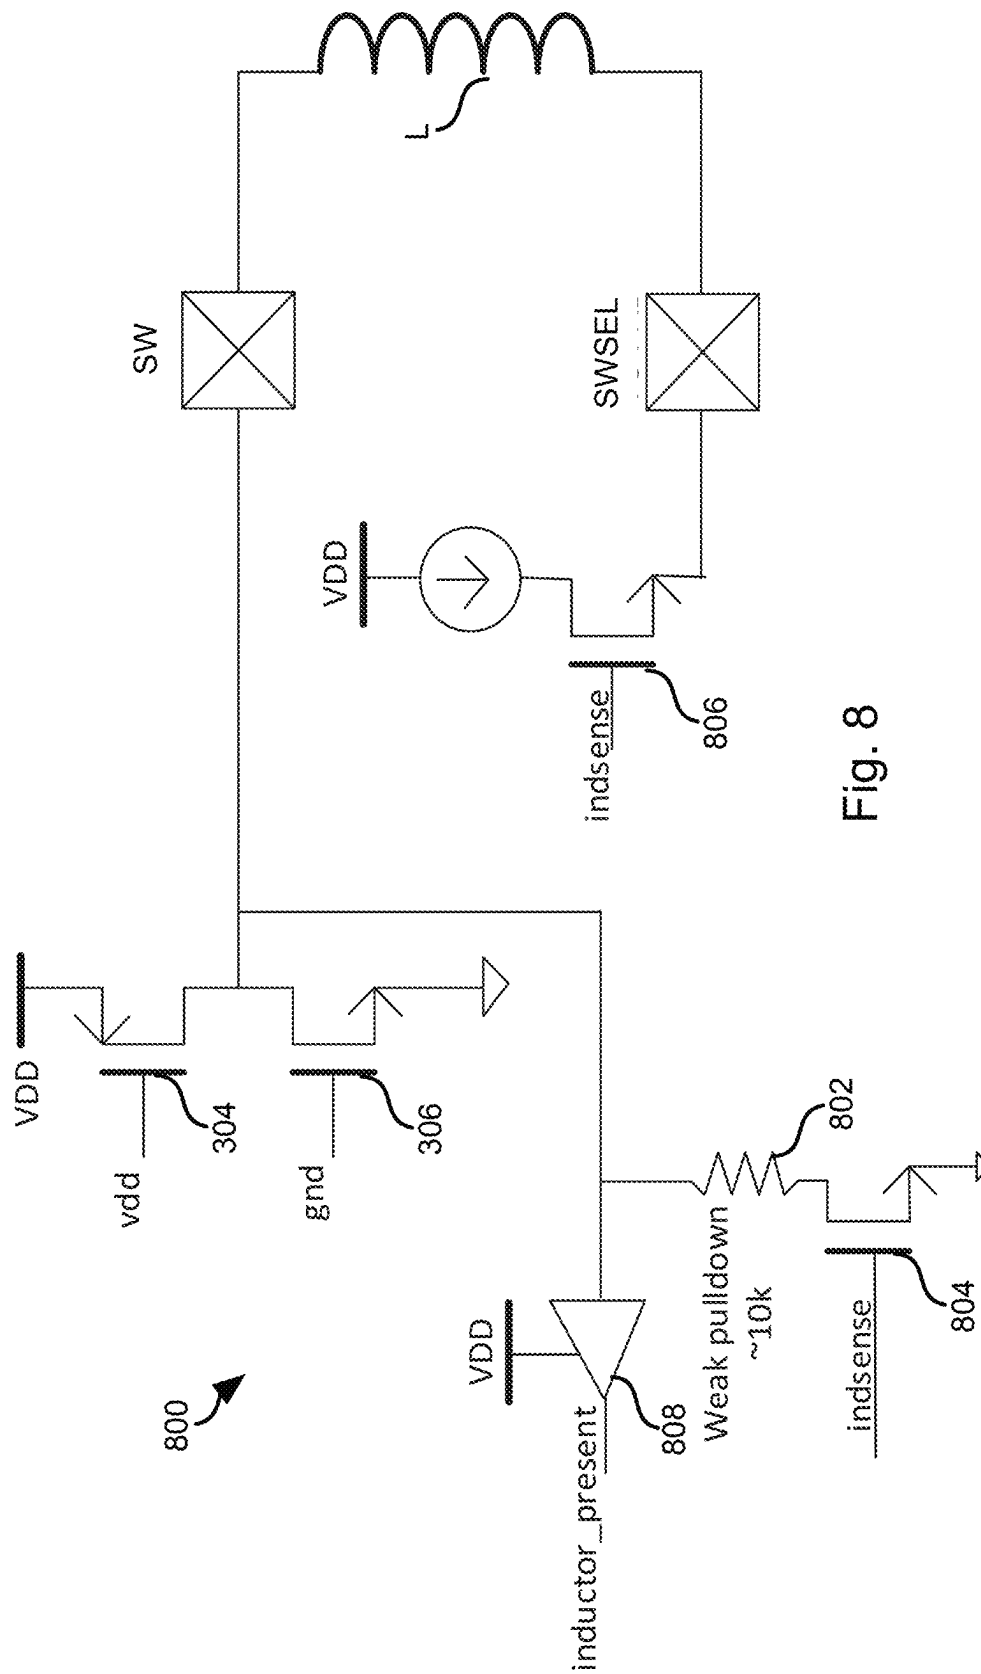 800
VDD
vdd
304
gnd
306
SW
L
VDD
indsense
806
SWSEL
VDD
inductor_present
808
Weak pulldown
~10k
802
indsense
804
Fig. 8